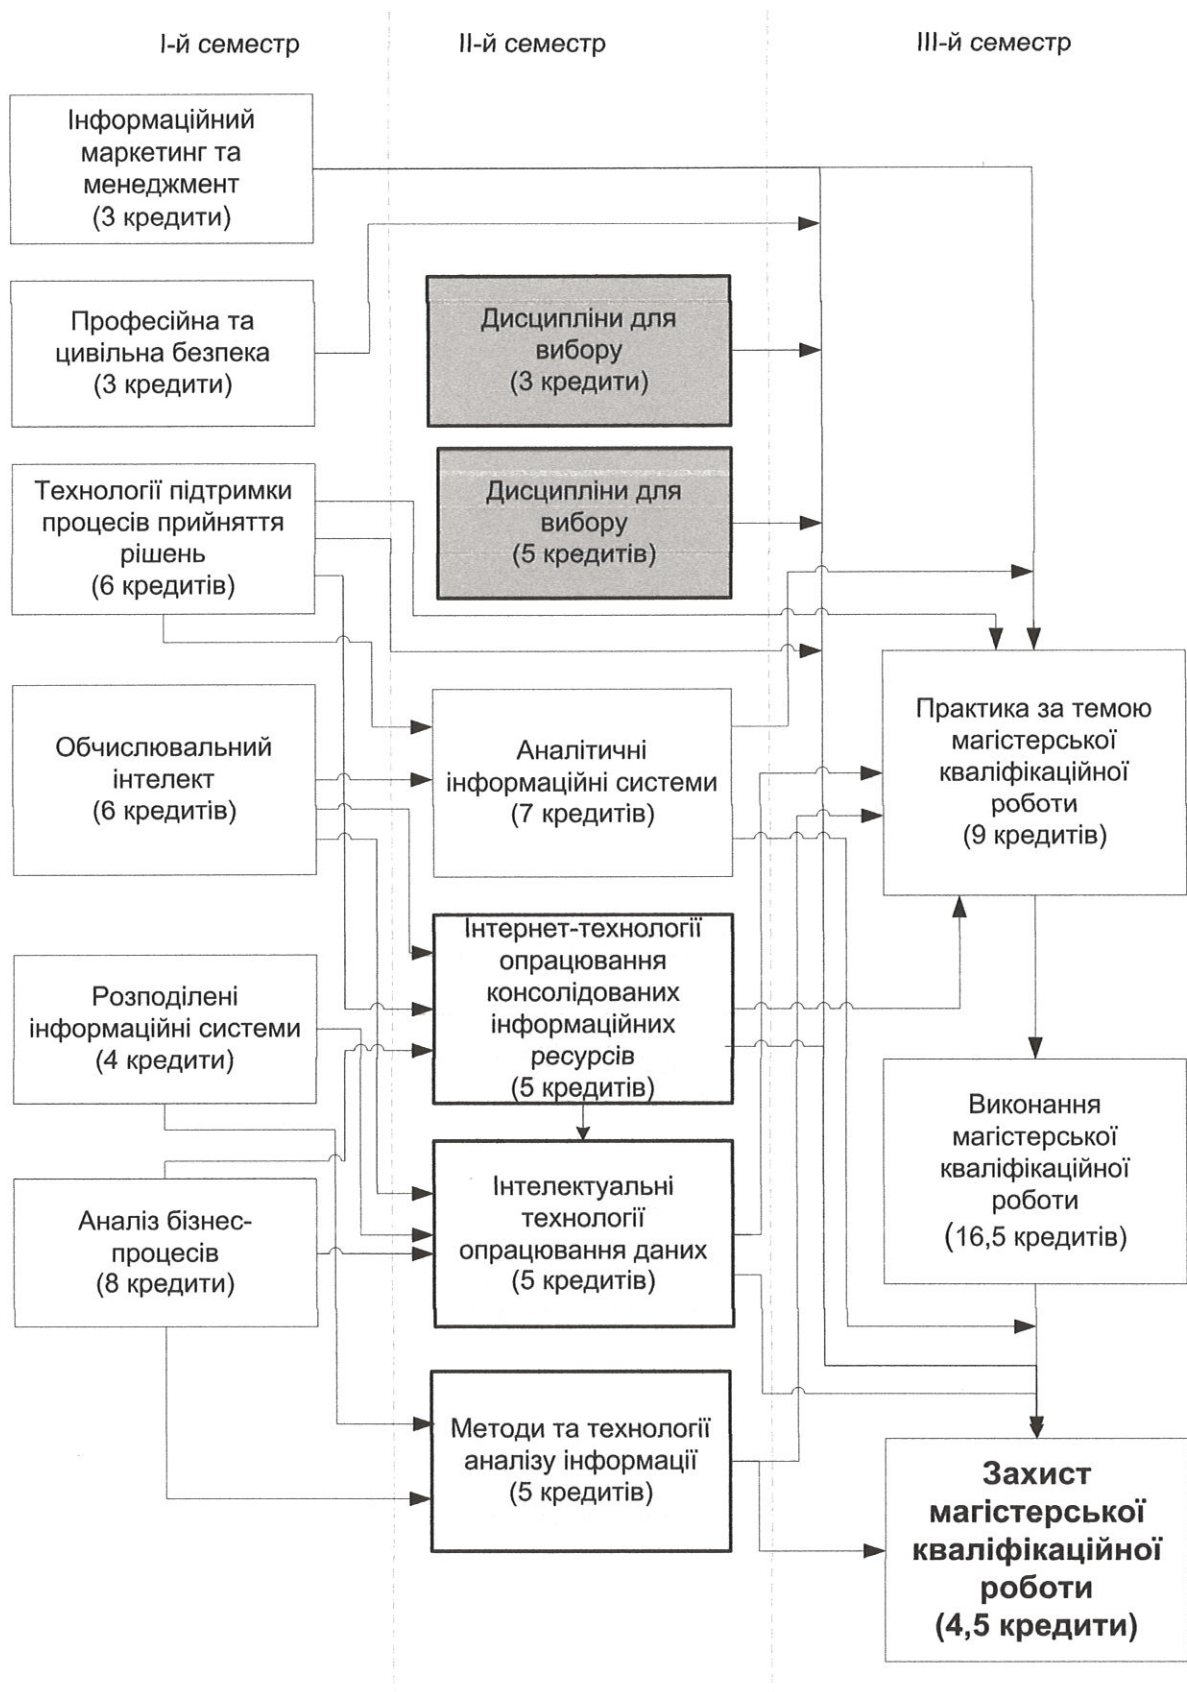 I-й семестр
II-й семестр
III-й семестр
Інформаційний
маркетинг та
менеджмент
(3 кредити)
Професійна та
цивільна безпека
(3 кредити)
Технології підтримки
процесів прийняття
рішень
(6 кредитів)
Обчислювальний
інтелект
(6 кредитів)
Розподілені
інформаційні системи
(4 кредити)
Аналіз бізнес-
процесів
(8 кредити)
Дисципліни для
вибору
(3 кредити)
Дисципліни для
вибору
(5 кредитів)
Аналітичні
інформаційні системи
(7 кредитів)
Інтернет-технології
опрацювання
консолідованих
інформаційних
ресурсів
(5 кредитів)
Інтелектуальні
технології
опрацювання даних
(5 кредитів)
Методи та технології
аналізу інформації
(5 кредитів)
Практика за темою
магістерської
кваліфікаційної
роботи
(9 кредитів)
Виконання
магістерської
кваліфікаційної
роботи
(16,5 кредитів)
Захист
магістерської
кваліфікаційної
роботи
(4,5 кредити)